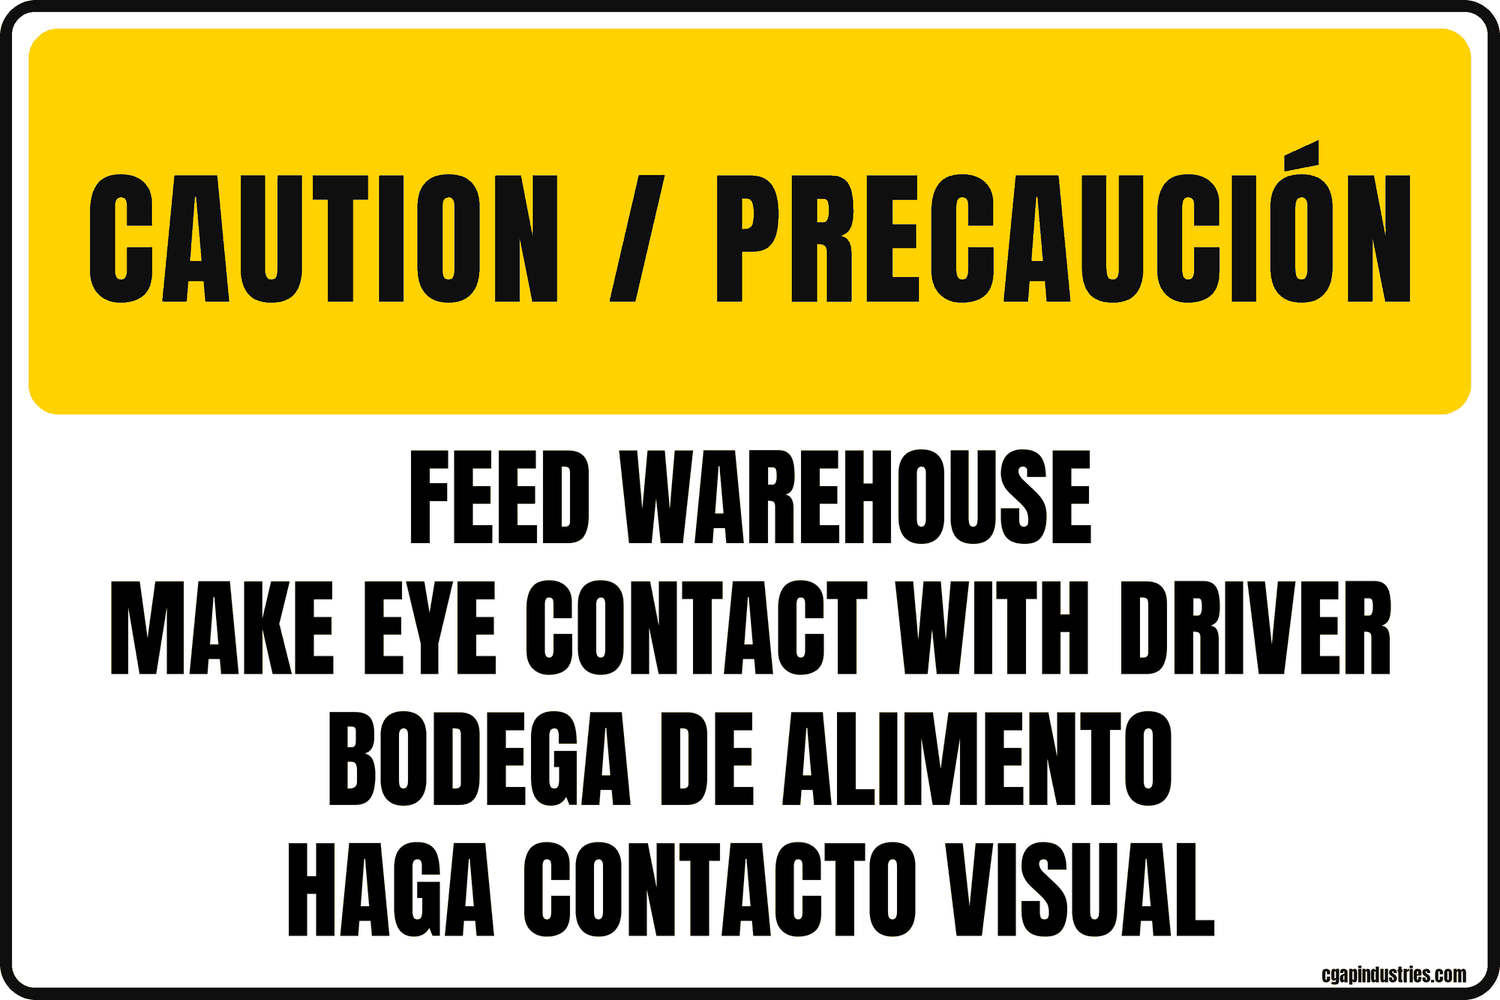 CAUTION / PRECAUCIÓN
FEED WAREHOUSE
MAKE EYE CONTACT WITH DRIVER
BODEGA DE ALIMENTO
HAGA CONTACTO VISUAL
cgapindustries.com